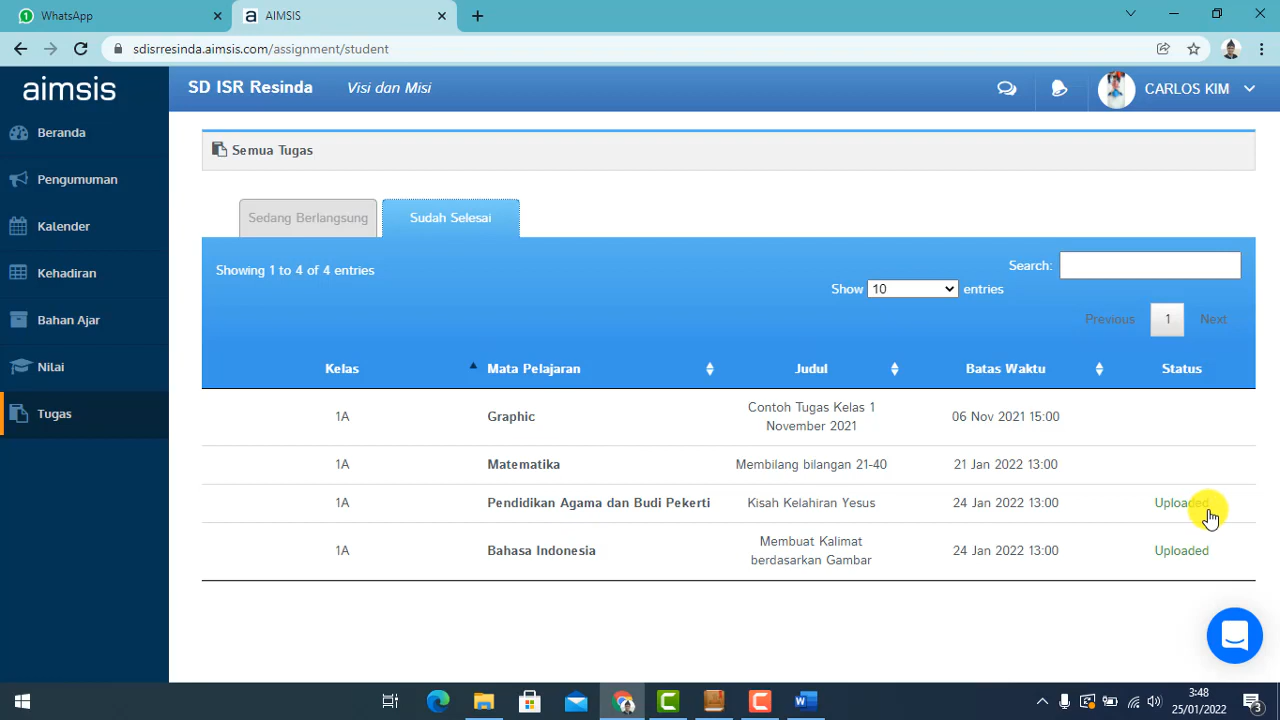 WhatsApp
AIMSIS
sdisrresinda.aimsis.com/assignment/student
aimsis
SD ISR Resinda
Visi dan Misi
CARLOS KIM
Beranda
Pengumuman
Kalender
Kehadiran
Bahan Ajar
Nilai
Tugas
Semua Tugas
Sedang Berlangsung
Sudah Selesai
Showing 1 to 4 of 4 entries
Search:
Show 10 entries
Previous 1 Next
Kelas Mata Pelajaran Judul Batas Waktu Status
1A Graphic Contoh Tugas Kelas 1 06 Nov 2021 15:00
November 2021
1A Matematika Membilang bilangan 21-40 21 Jan 2022 13:00
1A Pendidikan Agama dan Budi Pekerti Kisah Kelahiran Yesus 24 Jan 2022 13:00 Uploaded
1A Bahasa Indonesia Membuat Kalimat 24 Jan 2022 13:00 Uploaded
berdasarkan Gambar
3:48
25/01/2022
3